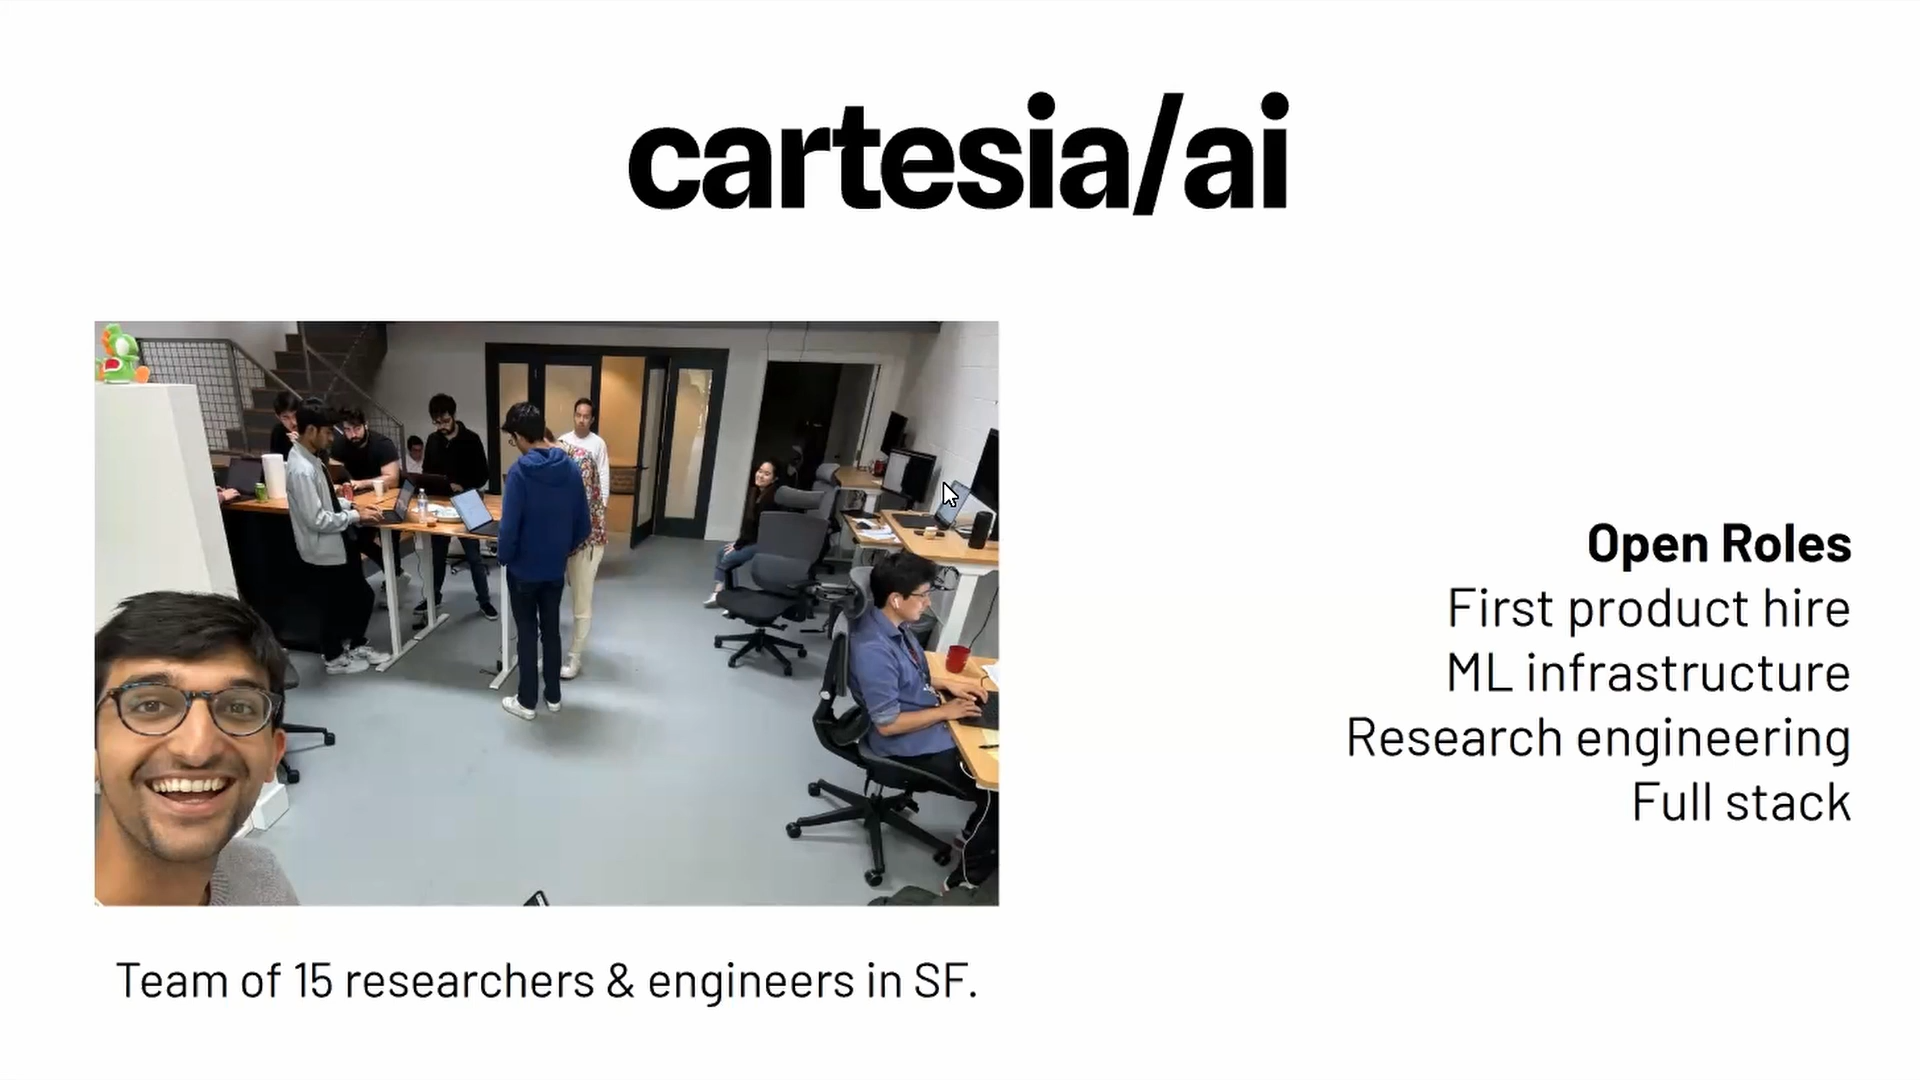 cartesia/ai
Open Roles
First product hire
ML infrastructure
Research engineering
Full stack
Team of 15 researchers & engineers in SF.